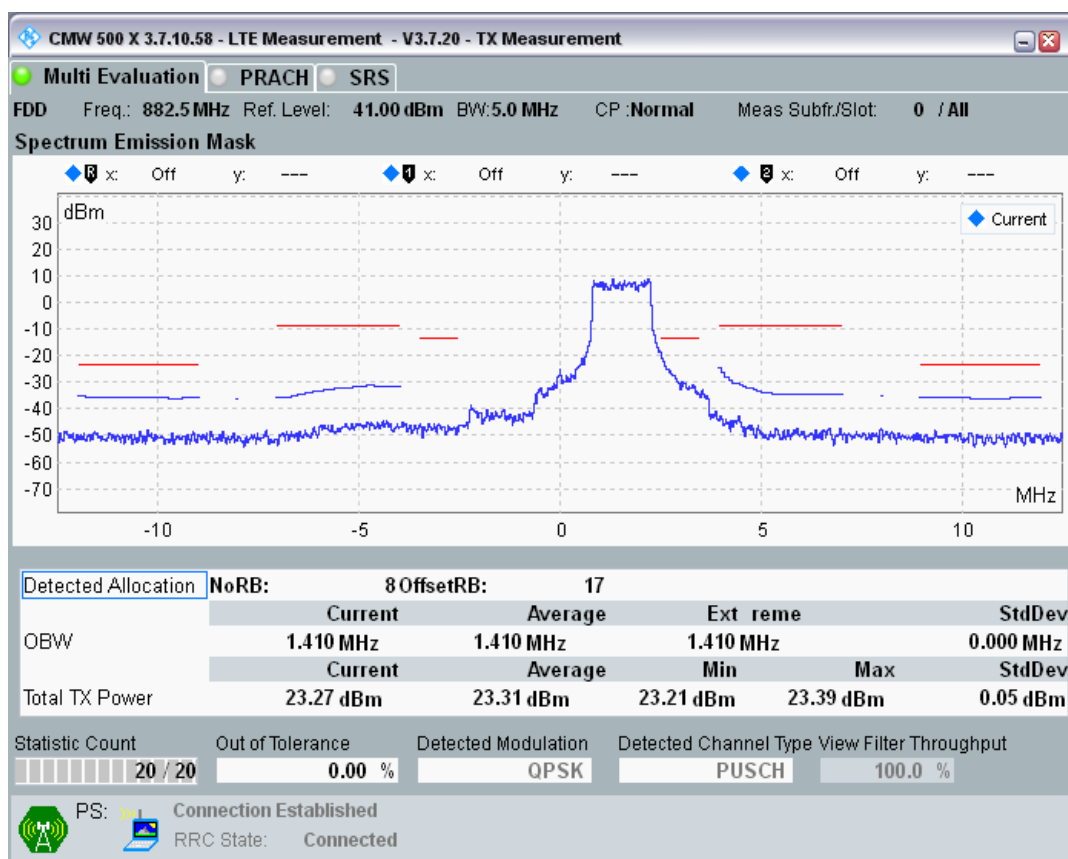 CMW 500 X 3.7.10.58 - LTE Measurement - V3.7.20 - TX Measurement
Multi Evaluation PRACH SRS
FDD Freq.: 882.5 MHz Ref. Level: 41.00 dBm BW:5.0 MHz CP :Normal Meas Subfr./Slot: 0 / All
Spectrum Emission Mask
R x: Off y: --- 1 x: Off y: --- 2 x: Off y: ---
dBm
Current
30
20
10
0
-10
-20
-30
-40
-50
-60
-70
MHz
-10 -5 0 5 10
Detected Allocation NoRB: 8 OffsetRB: 17
Current Average Ext reme StdDev
OBW 1.410 MHz 1.410 MHz 1.410 MHz 0.000 MHz
Current Average Min Max StdDev
Total TX Power 23.27 dBm 23.31 dBm 23.21 dBm 23.39 dBm 0.05 dBm
Statistic Count Out of Tolerance Detected Modulation Detected Channel Type View Filter Throughput
20 / 20 0.00 % QPSK PUSCH 100.0 %
PS: Connection Established
RRC State: Connected